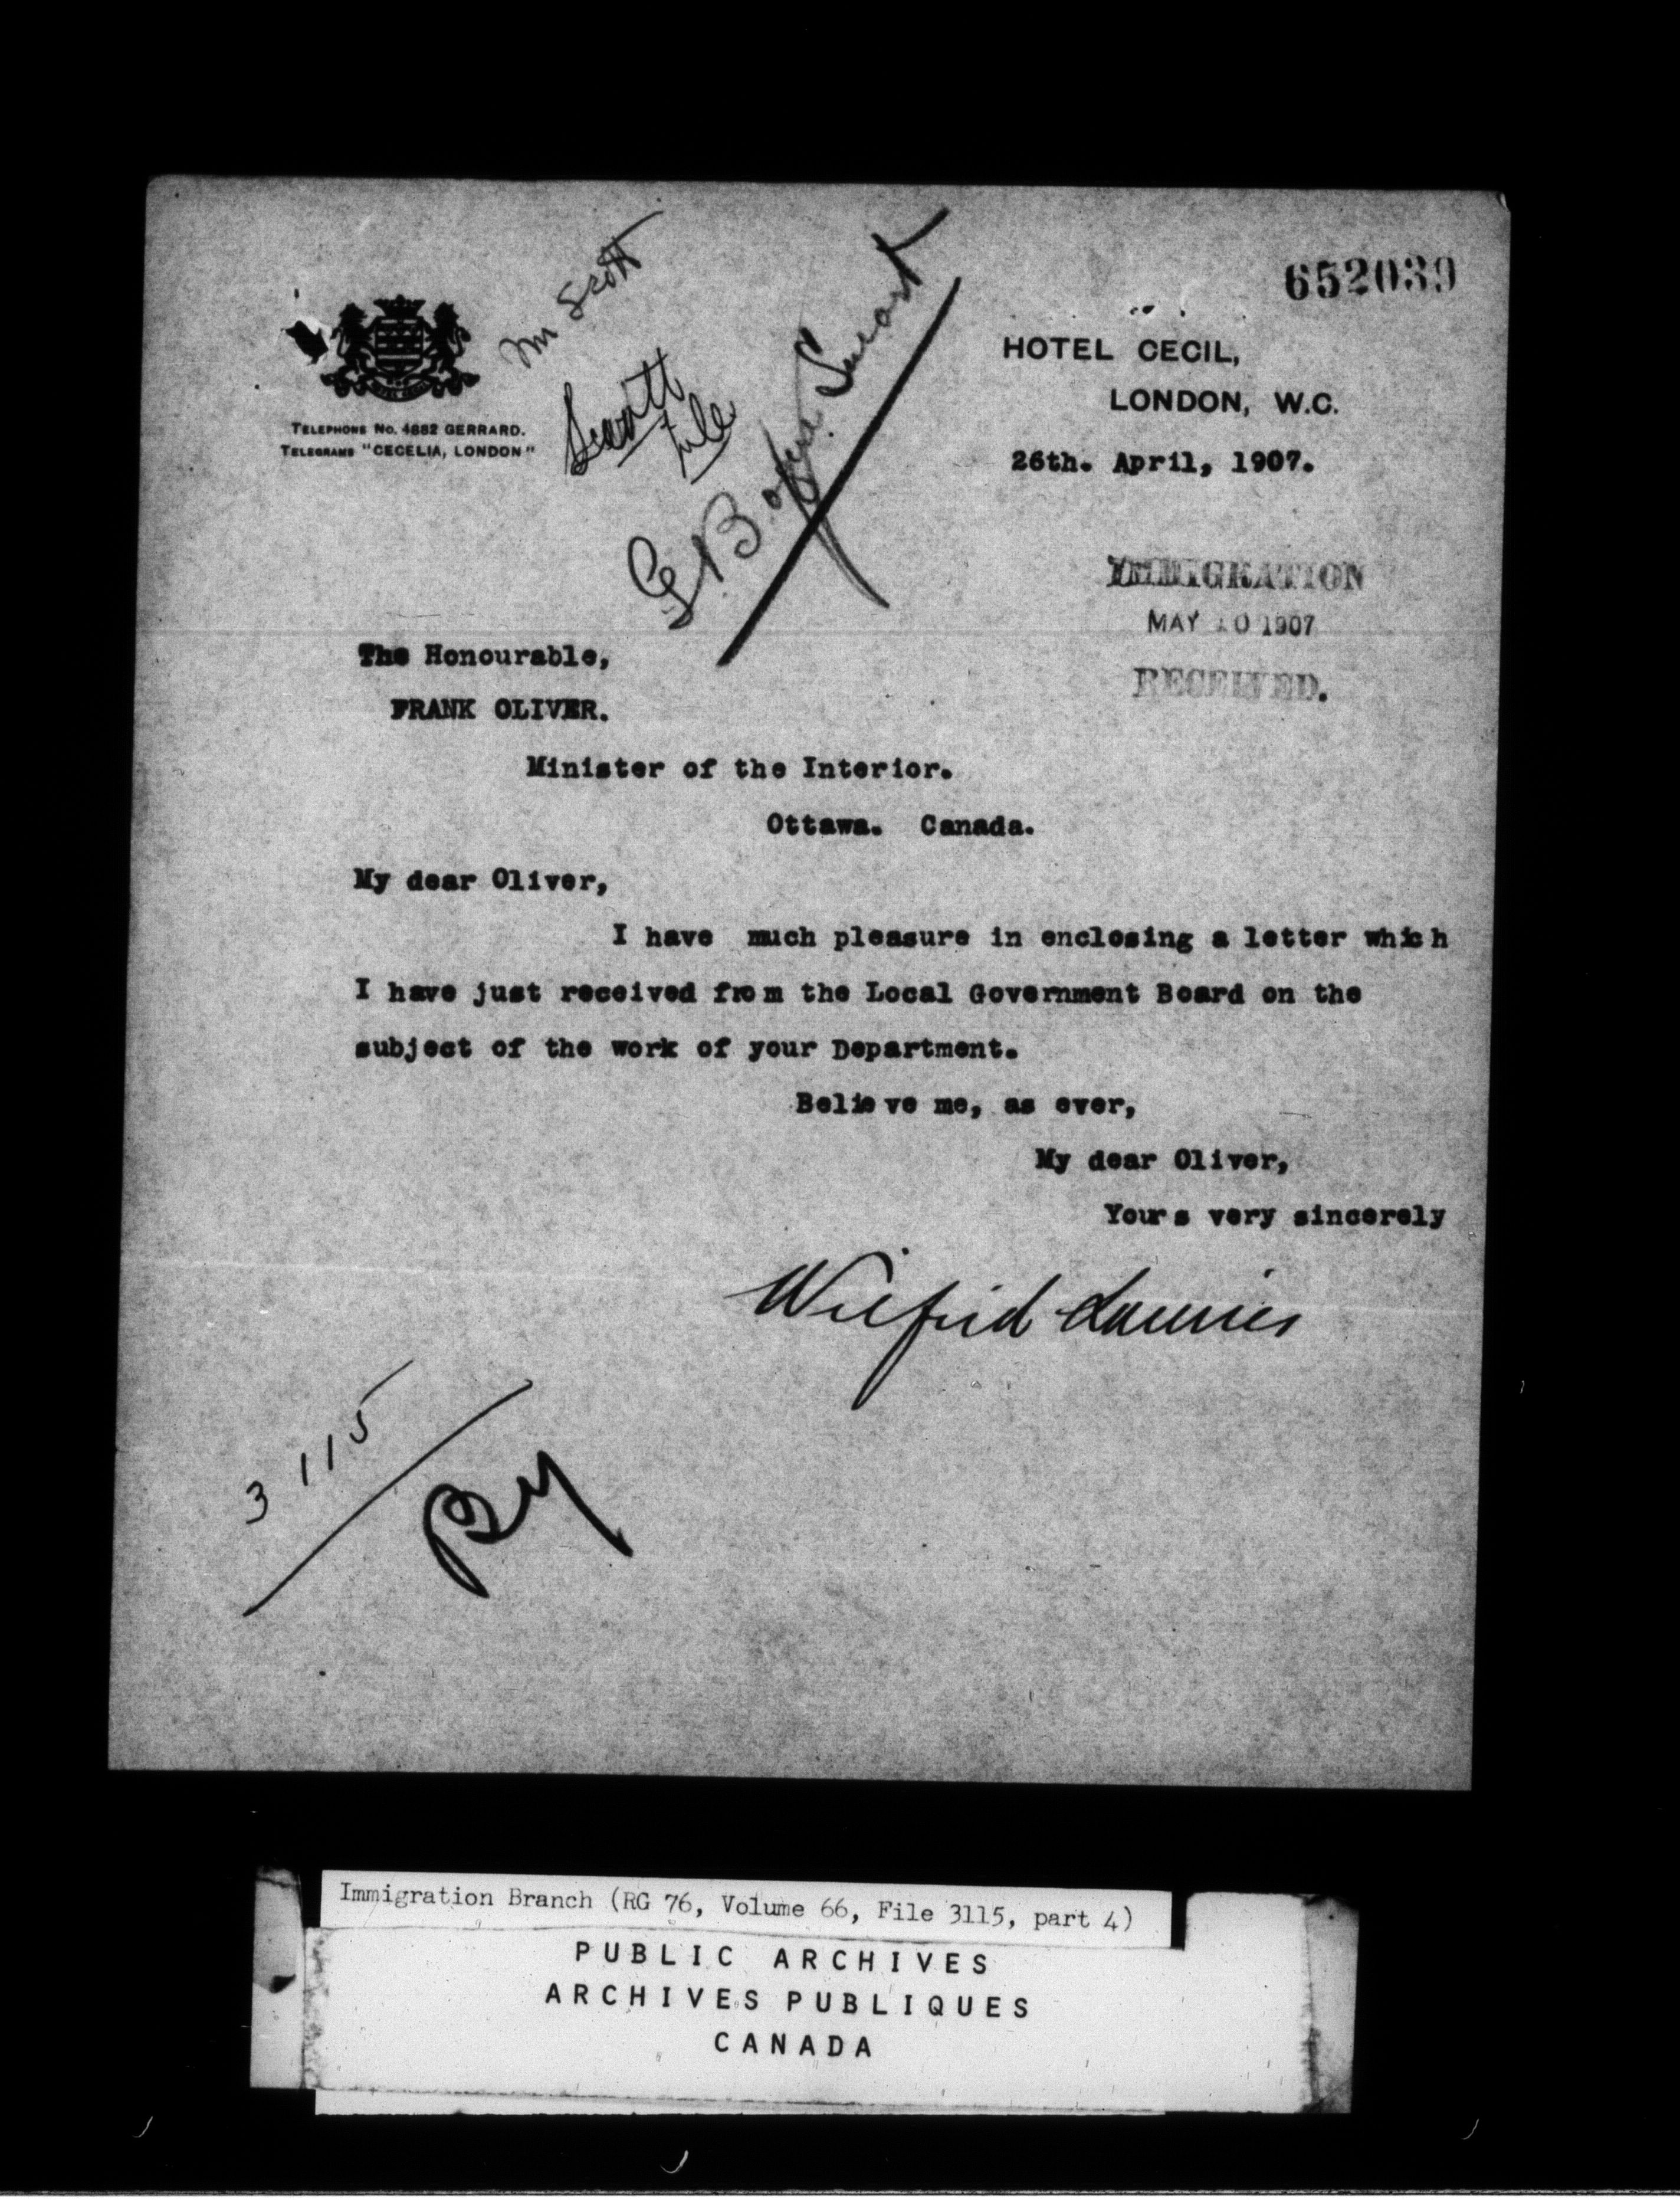 652039
Mr Scott
Scott
file
G. Bogue Smart
TELEPHONE No. 4882 GERRARD.
TELEGRAMS "CECELIA, LONDON"
HOTEL CECIL,
LONDON, W.C.
26th. April, 1907.
IMMIGRATION
MAY 10 1907
RECEIVED.
The Honourable,
FRANK OLIVER.
Minister of the Interior.
Ottawa. Canada.
My dear Oliver,
I have much pleasure in enclosing a letter which
I have just received from the Local Government Board on the
subject of the work of your Department.
Believe me, as ever,
My dear Oliver,
Yours very sincerely
Wilfrid Laurier
3115
Immigration Branch (RG 76, Volume 66, File 3115, part 4)
PUBLIC ARCHIVES
ARCHIVES PUBLIQUES
CANADA